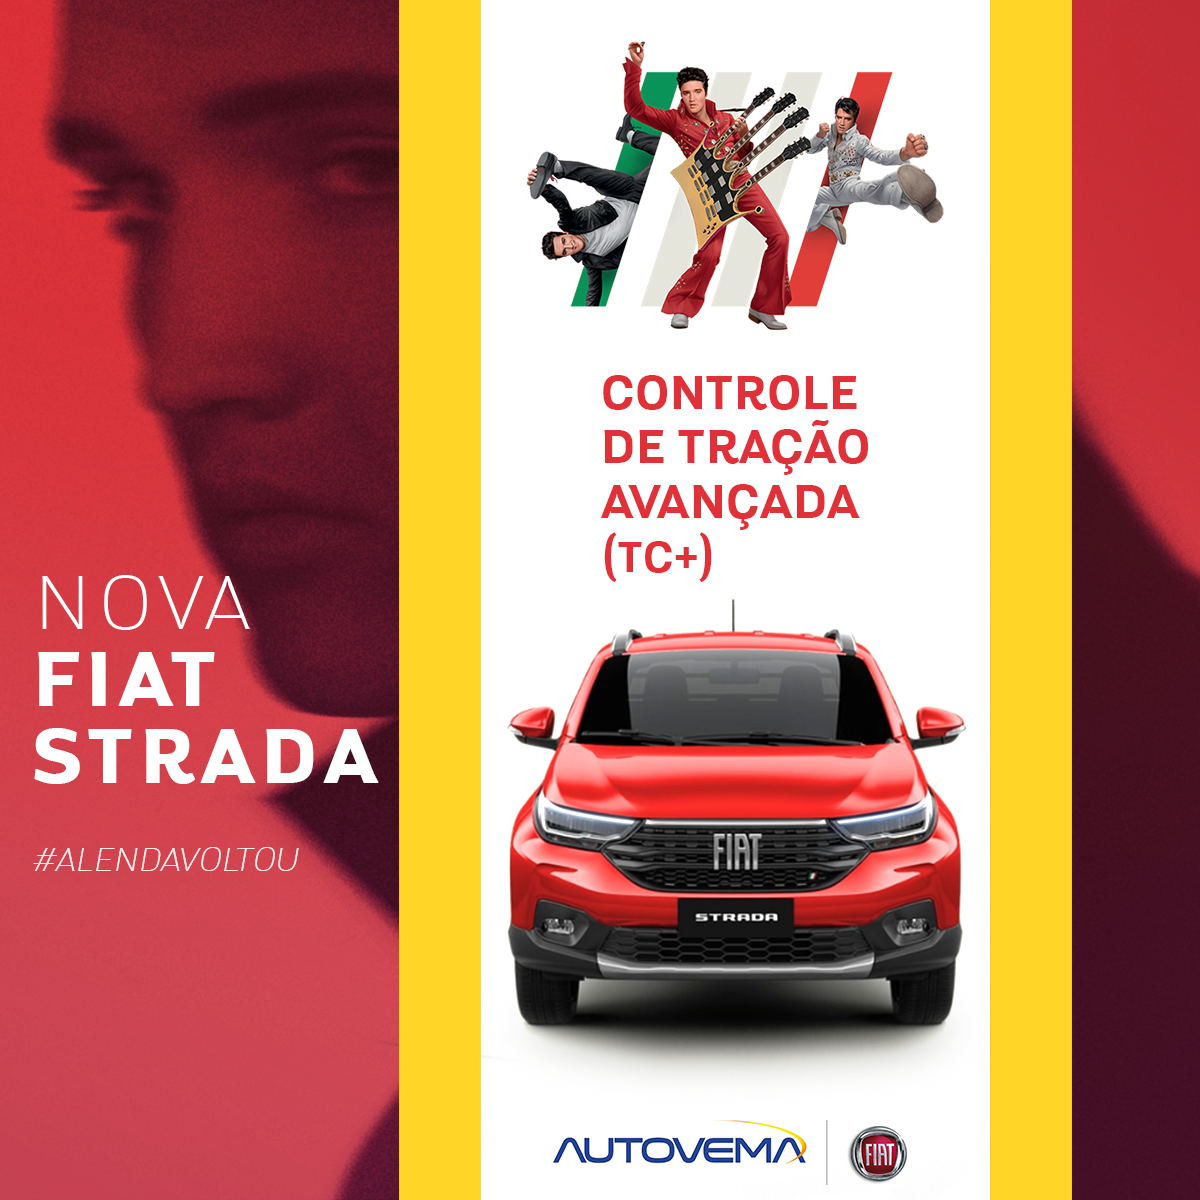 NOVA
FIAT
STRADA
#ALENDAVOLTOU
CONTROLE
DE TRAÇÃO
AVANÇADA
(TC+)
FIAT
STRADA
AUTOVEMA
FIAT